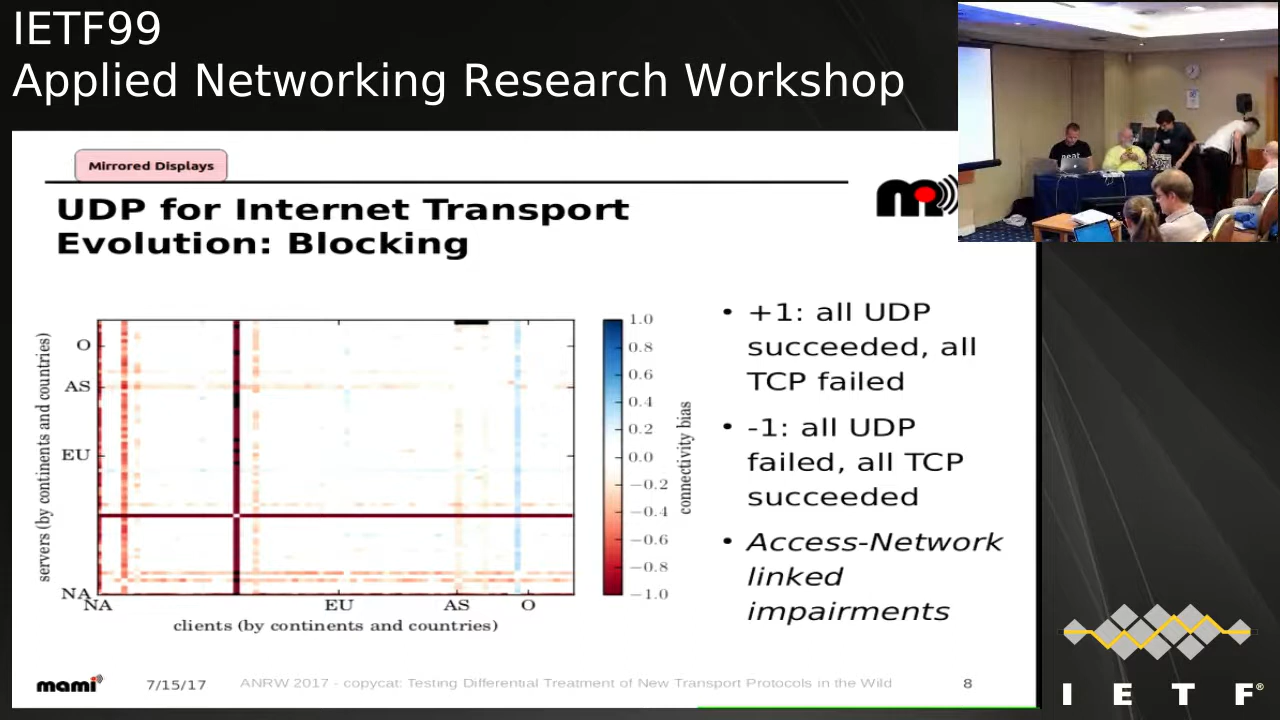 IETF99
Applied Networking Research Workshop
Mirrored Displays
UDP for Internet Transport
Evolution: Blocking
servers (by continents and countries)
O
AS
EU
NA
NA
EU
AS
O
clients (by continents and countries)
1.0
0.8
0.6
0.4
0.2
0.0
−0.2
−0.4
−0.6
−0.8
−1.0
connectivity bias
• +1: all UDP
succeeded, all
TCP failed
• -1: all UDP
failed, all TCP
succeeded
• Access-Network
linked
impairments
mami
7/15/17
ANRW 2017 - copycat: Testing Differential Treatment of New Transport Protocols in the Wild
8
I E T F®